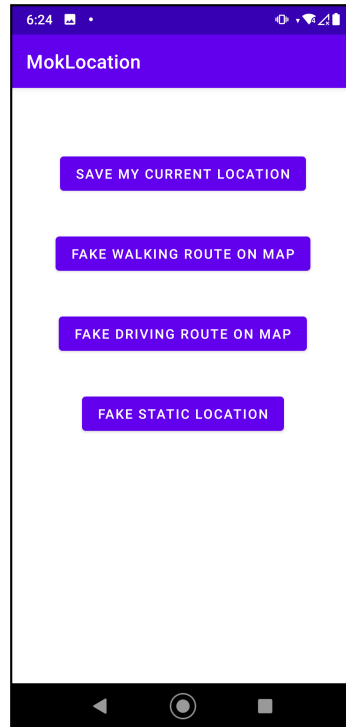 6:24
MokLocation
SAVE MY CURRENT LOCATION
FAKE WALKING ROUTE ON MAP
FAKE DRIVING ROUTE ON MAP
FAKE STATIC LOCATION